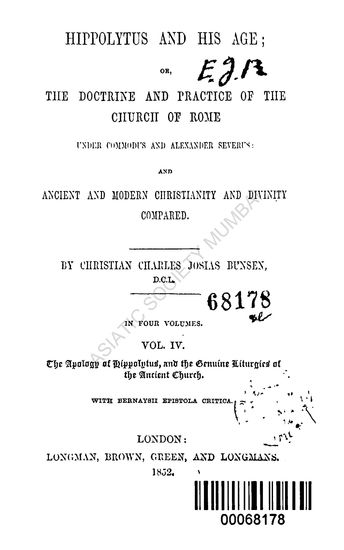 HIPPOLYTUS AND HIS AGE;
OR,
E.J.R
THE DOCTRINE AND PRACTICE OF THE
CHURCH OF ROME
UNDER COMMODUS AND ALEXANDER SEVERUS:
AND
ANCIENT AND MODERN CHRISTIANITY AND DIVINITY
COMPARED.
BY CHRISTIAN CHARLES JOSIAS BUNSEN,
D.C.L.
68178
IN FOUR VOLUMES.
VOL. IV.
The Apology of Hippolytus, and the Genuine Liturgies of
the Ancient Church.
WITH BERNAYSII EPISTOLA CRITICA.
LONDON:
LONGMAN, BROWN, GREEN, AND LONGMANS.
1852.
00068178
ASIATIC SOCIETY MUMBAI